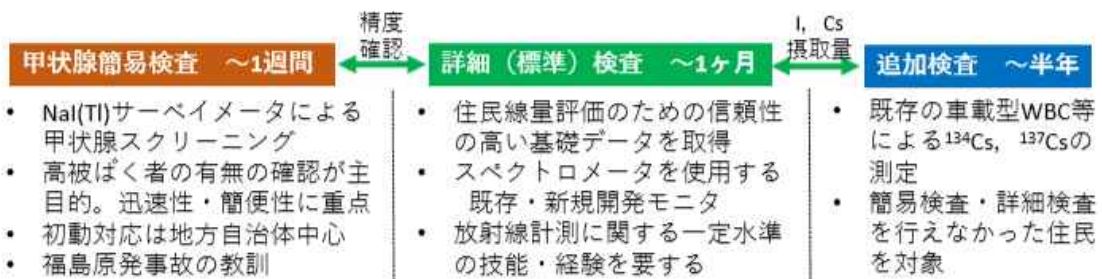 精度
確認
I, Cs
摂取量
甲状腺簡易検査 ～1週間
詳細（標準）検査 ～1ヶ月
追加検査 ～半年
• NaI(Tl)サーベイメータによる
甲状腺スクリーニング
• 高被ばく者の有無の確認が主
目的。迅速性・簡便性に重点
• 初動対応は地方自治体中心
• 福島原発事故の教訓
• 住民線量評価のための信頼性
の高い基礎データを取得
• スペクトロメータを使用する
既存・新規開発モニタ
• 放射線計測に関する一定水準
の技能・経験を要する
• 既存の車載型WBC等
による¹³⁴Cs, ¹³⁷Csの
測定
• 簡易検査・詳細検査
を行えなかった住民
を対象